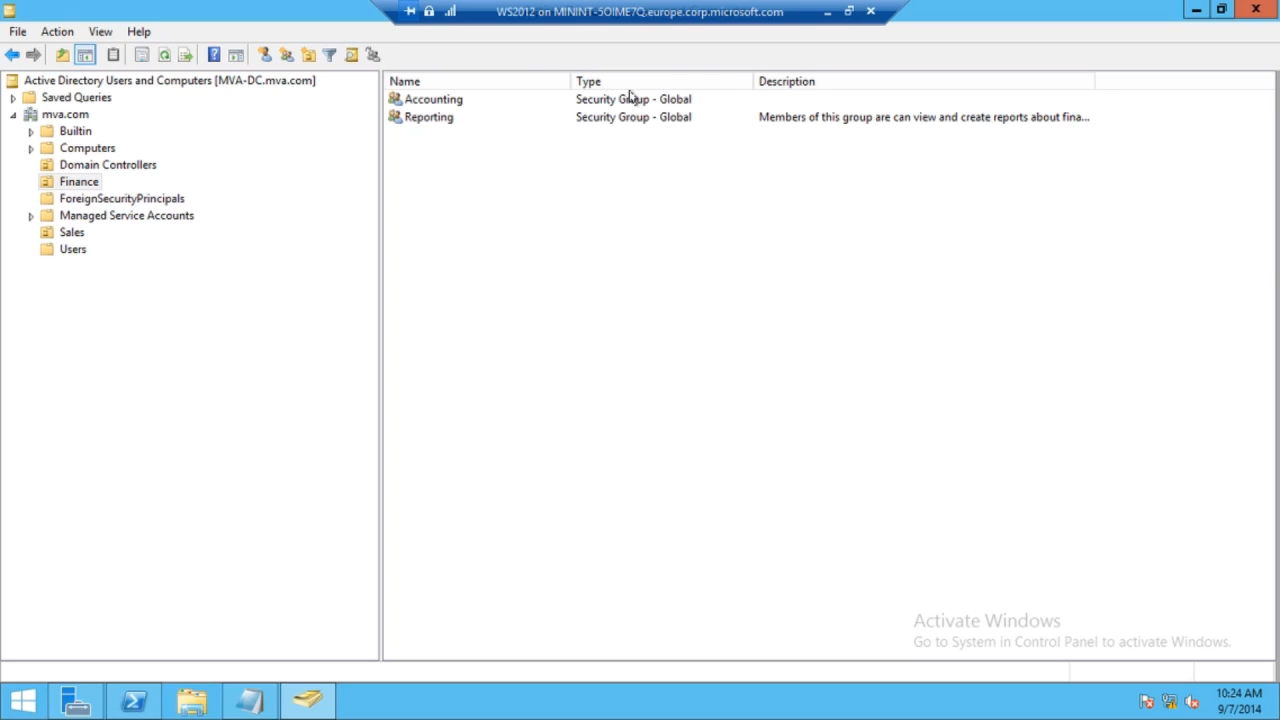 WS2012 on MININT-5OIME7Q.europe.corp.microsoft.com
File Action View Help
Active Directory Users and Computers [MVA-DC.mva.com]
Saved Queries
mva.com
Builtin
Computers
Domain Controllers
Finance
ForeignSecurityPrincipals
Managed Service Accounts
Sales
Users
Name Type Description
Accounting Security Group - Global
Reporting Security Group - Global Members of this group are can view and create reports about fina...
Activate Windows
Go to System in Control Panel to activate Windows.
10:24 AM
9/7/2014